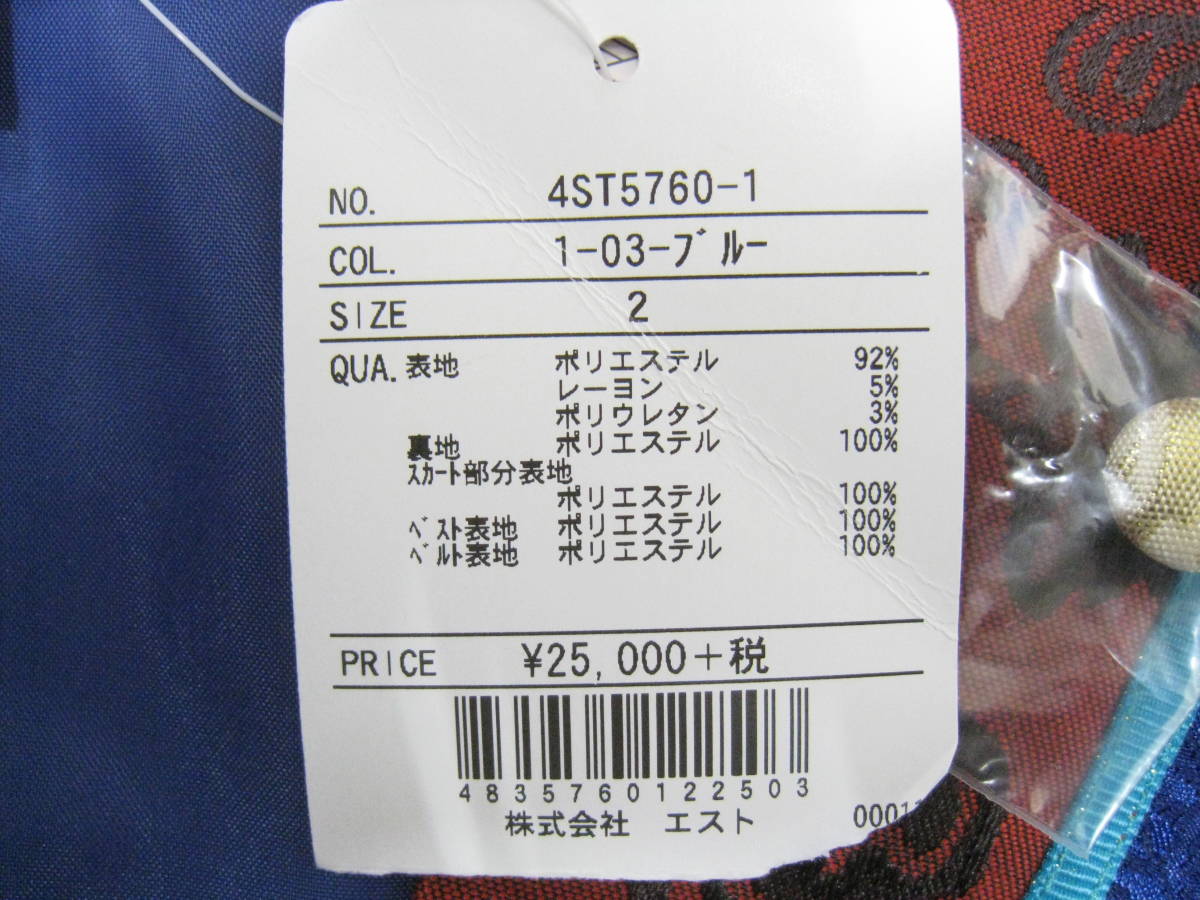 NO. 4ST5760-1
COL. 1-03-ﾌﾞﾙｰ
SIZE 2
QUA. 表地 ポリエステル 92%
レーヨン 5%
ポリウレタン 3%
裏地 ポリエステル 100%
ｽｶｰﾄ部分表地
ポリエステル 100%
ﾍﾞｽﾄ表地 ポリエステル 100%
ﾍﾞﾙﾄ表地 ポリエステル 100%
PRICE ¥25,000+税
4835760122503
株式会社 エスト